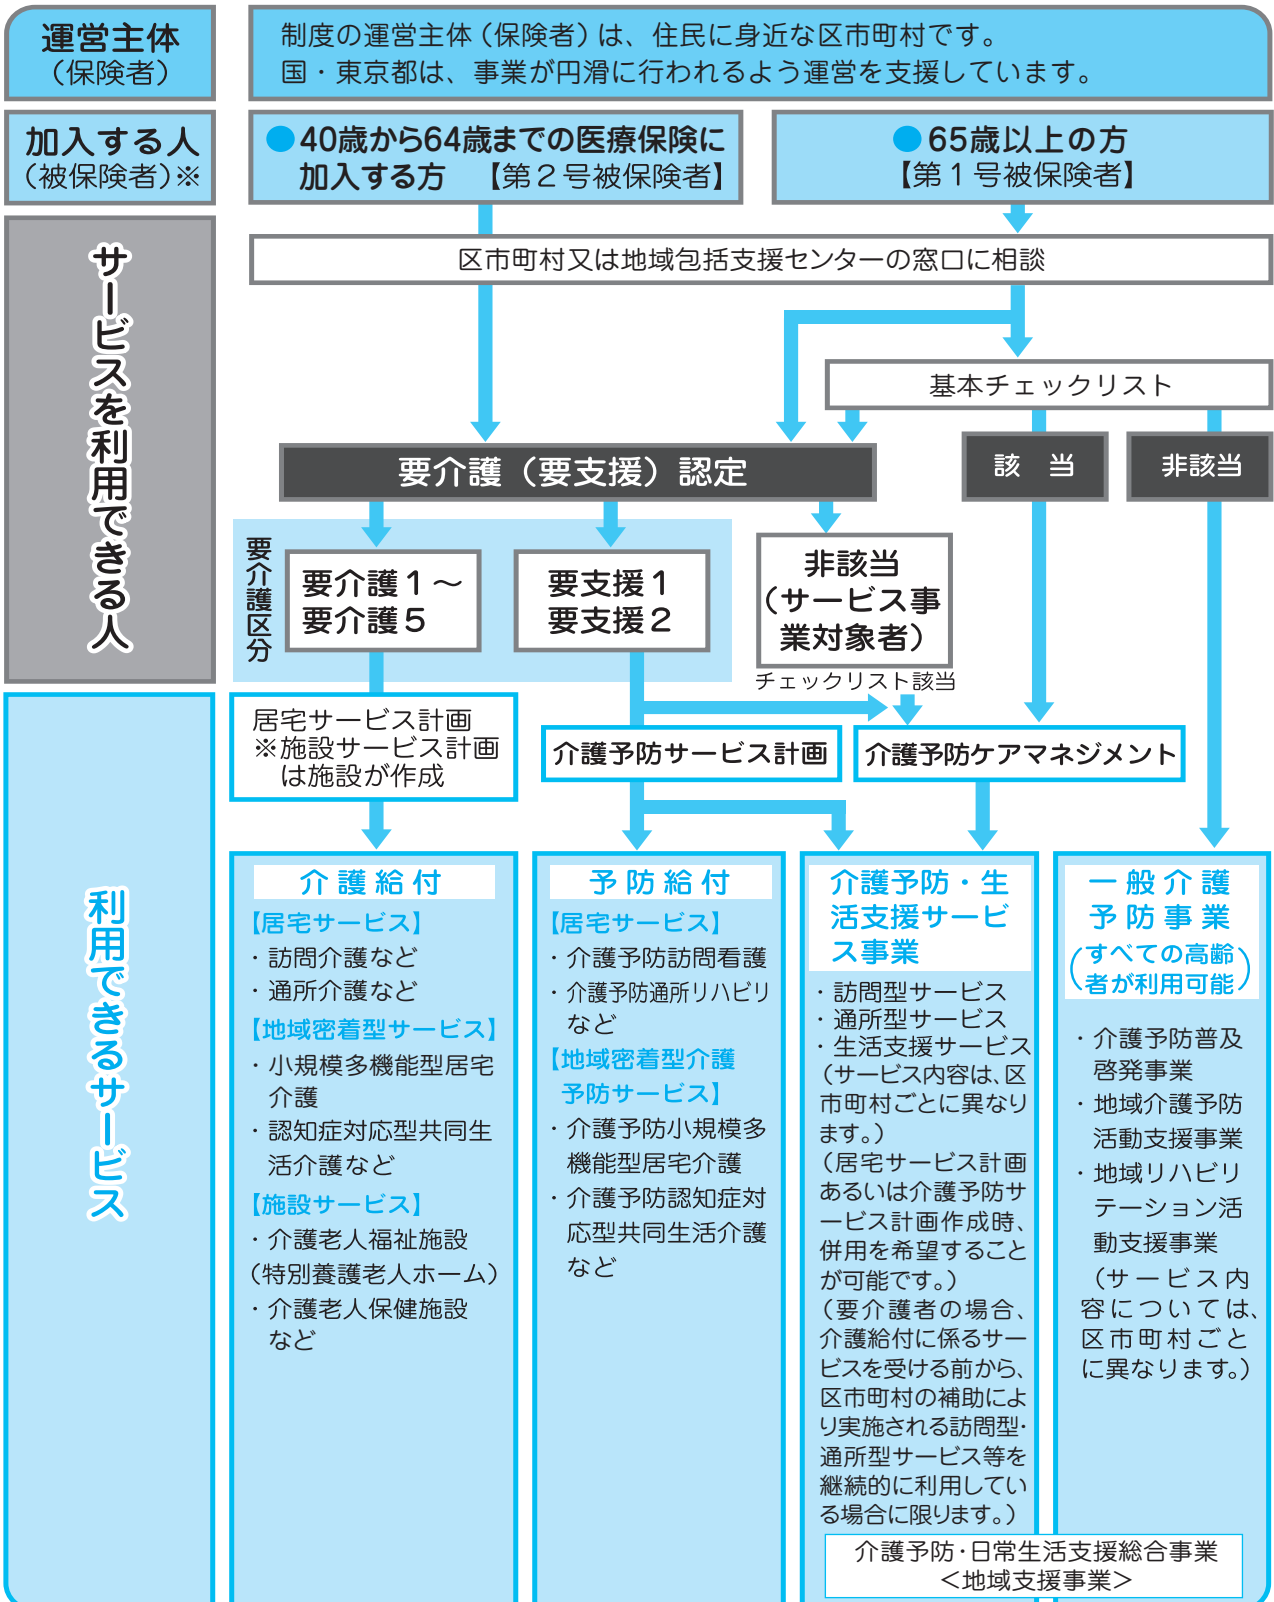 運営主体
（保険者）
制度の運営主体（保険者）は、住民に身近な区市町村です。
国・東京都は、事業が円滑に行われるよう運営を支援しています。
加入する人
（被保険者）※
●40歳から64歳までの医療保険に
加入する方　【第２号被保険者】
●65歳以上の方
【第１号被保険者】
サービスを利用できる人
区市町村又は地域包括支援センターの窓口に相談
基本チェックリスト
要介護（要支援）認定
該　当
非該当
要介護区分
要介護１～
要介護５
要支援１
要支援２
非該当
（サービス事
業対象者）
チェックリスト該当
利用できるサービス
居宅サービス計画
※施設サービス計画
は施設が作成
介護予防サービス計画
介護予防ケアマネジメント
介護給付
【居宅サービス】
・訪問介護など
・通所介護など
【地域密着型サービス】
・小規模多機能型居宅
介護
・認知症対応型共同生
活介護など
【施設サービス】
・介護老人福祉施設
（特別養護老人ホーム）
・介護老人保健施設
など
予防給付
【居宅サービス】
・介護予防訪問看護
・介護予防通所リハビリ
など
【地域密着型介護
予防サービス】
・介護予防小規模多
機能型居宅介護
・介護予防認知症対
応型共同生活介護
など
介護予防・生
活支援サービ
ス事業
・訪問型サービス
・通所型サービス
・生活支援サービス
（サービス内容は、区
市町村ごとに異なり
ます。）
（居宅サービス計画
あるいは介護予防サ
ービス計画作成時、
併用を希望すること
が可能です。）
（要介護者の場合、
介護給付に係るサー
ビスを受ける前から、
区市町村の補助によ
り実施される訪問型・
通所型サービス等を
継続的に利用してい
る場合に限ります。）
一般介護
予防事業
（すべての高齢
者が利用可能）
・介護予防普及
啓発事業
・地域介護予防
活動支援事業
・地域リハビリ
テーション活
動支援事業
（サービス内
容については、
区市町村ごと
に異なります。）
介護予防・日常生活支援総合事業
＜地域支援事業＞